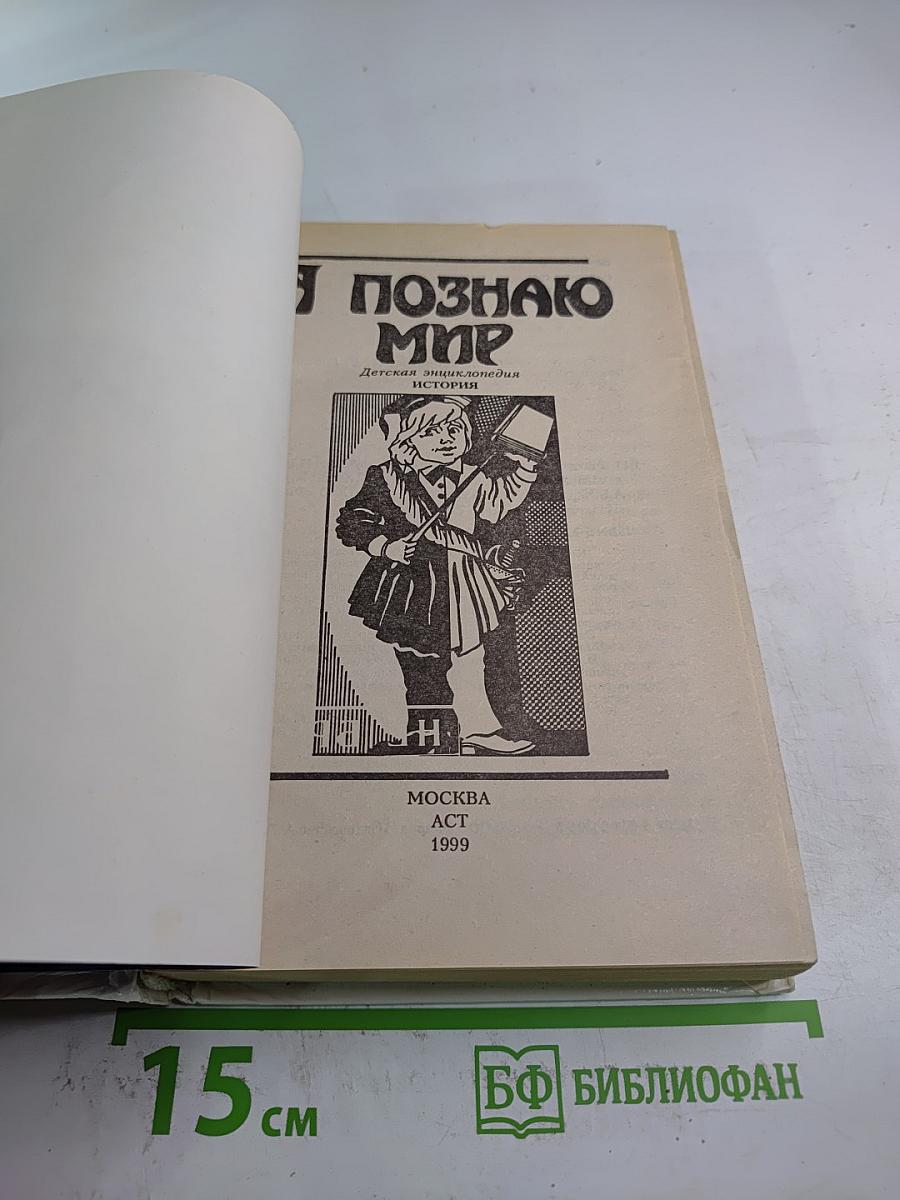 Я ПОЗНАЮ
МИР
Детская энциклопедия
ИСТОРИЯ
МОСКВА
АСТ
1999
15 см
БФ БИБЛИОФАН